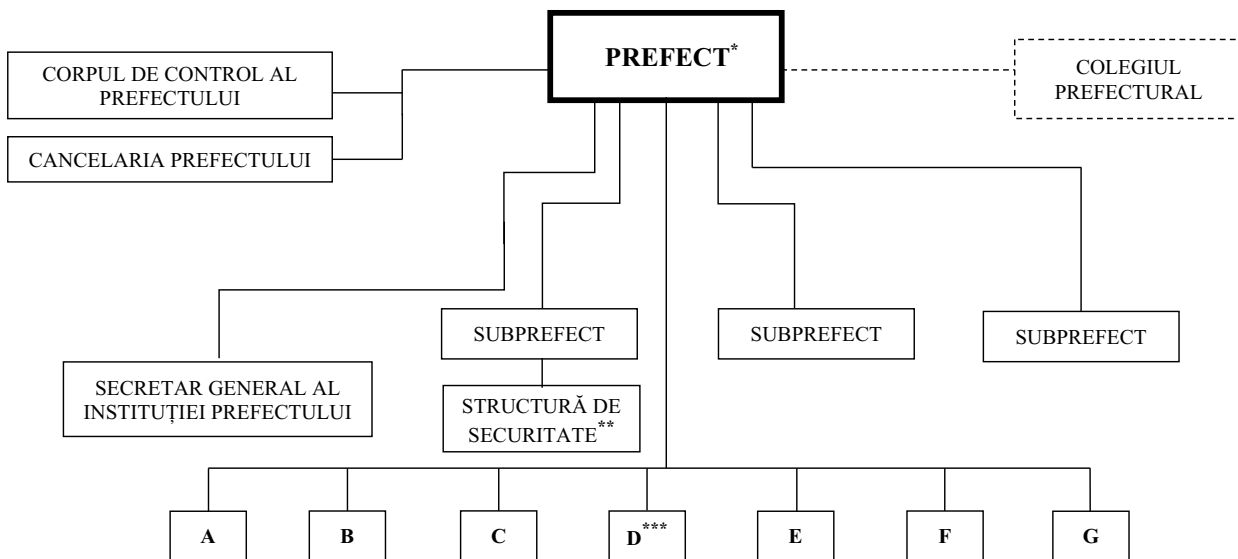 PREFECT*
CORPUL DE CONTROL AL
PREFECTULUI
COLEGIUL
PREFECTURAL
CANCELARIA PREFECTULUI
SUBPREFECT
SUBPREFECT
SUBPREFECT
SECRETAR GENERAL AL
INSTITUȚIEI PREFECTULUI
STRUCTURĂ DE
SECURITATE**
A
B
C
D***
E
F
G